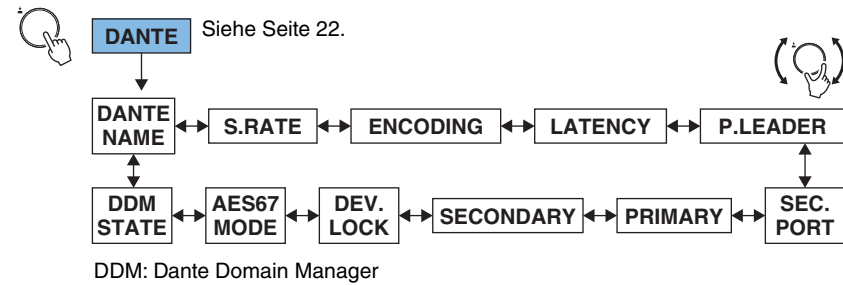 DANTE Siehe Seite 22.
DANTE
NAME
S.RATE
ENCODING
LATENCY
P.LEADER
DDM
STATE
AES67
MODE
DEV.
LOCK
SECONDARY
PRIMARY
SEC.
PORT
DDM: Dante Domain Manager